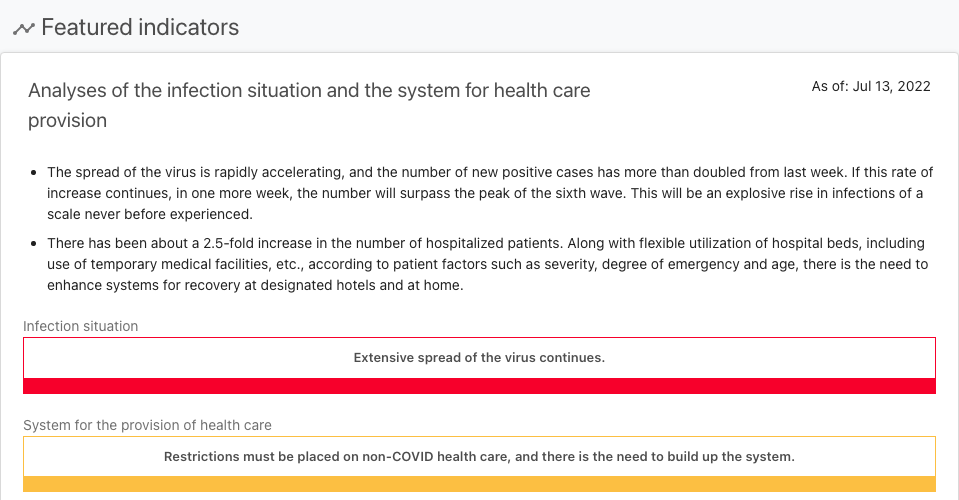 Featured indicators
Analyses of the infection situation and the system for health care
provision
As of: Jul 13, 2022
The spread of the virus is rapidly accelerating, and the number of new positive cases has more than doubled from last week. If this rate of
increase continues, in one more week, the number will surpass the peak of the sixth wave. This will be an explosive rise in infections of a
scale never before experienced.
There has been about a 2.5-fold increase in the number of hospitalized patients. Along with flexible utilization of hospital beds, including
use of temporary medical facilities, etc., according to patient factors such as severity, degree of emergency and age, there is the need to
enhance systems for recovery at designated hotels and at home.
Infection situation
Extensive spread of the virus continues.
System for the provision of health care
Restrictions must be placed on non-COVID health care, and there is the need to build up the system.